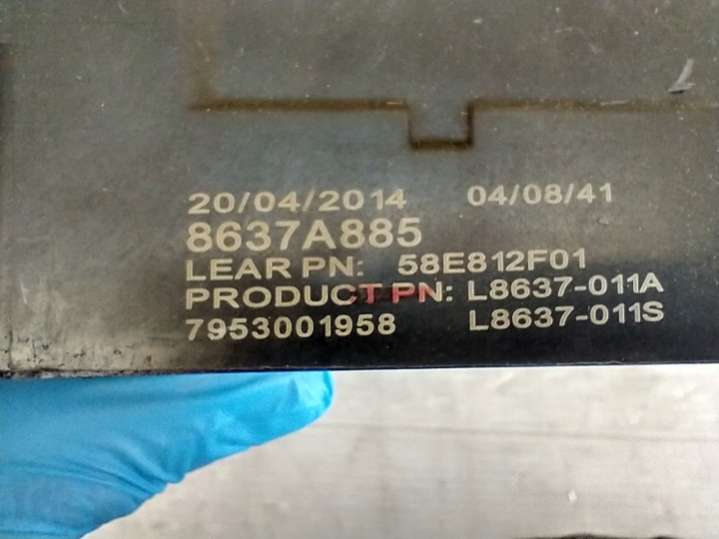 20/04/2014 04/08/41
8637A885
LEAR PN: 58E812F01
PRODUCT PN: L8637-011A
7953001958 L8637-011S